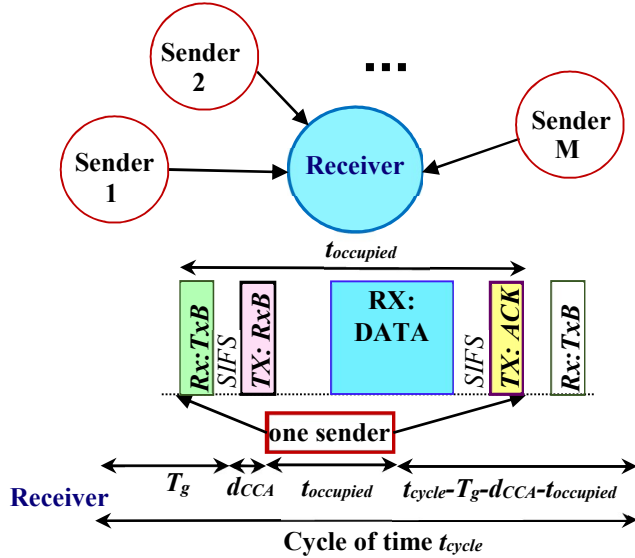 Sender
2
...
Sender
1
Receiver
Sender
M
t_occupied
Rx:TxB
SIFS
TX: RxB
RX:
DATA
SIFS
TX: ACK
Rx:TxB
one sender
T_g
d_CCA
t_occupied
t_cycle-T_g-d_CCA-t_occupied
Receiver
Cycle of time t_cycle